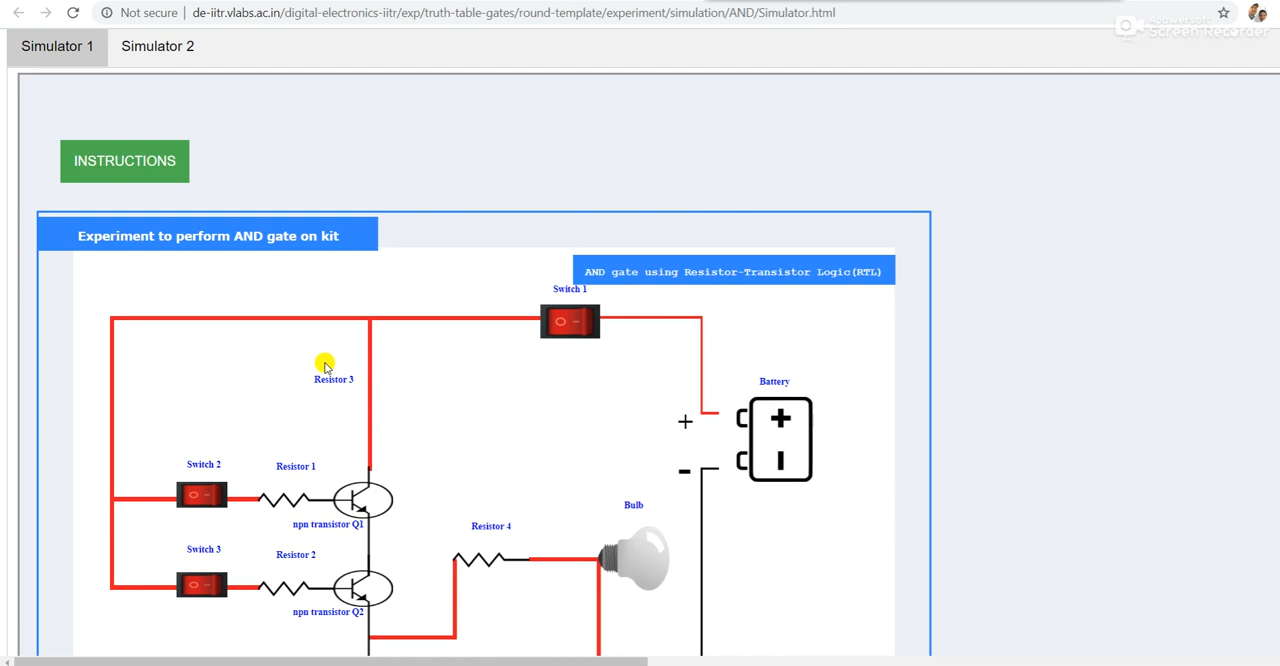 Not secure | de-iitr.vlabs.ac.in/digital-electronics-iitr/exp/truth-table-gates/round-template/experiment/simulation/AND/Simulator.html
Apowersoft
Screen Recorder
Simulator 1 Simulator 2
INSTRUCTIONS
Experiment to perform AND gate on kit
AND gate using Resistor-Transistor Logic(RTL)
Switch 1
Resistor 3
Battery
+
-
Switch 2
Resistor 1
npn transistor Q1
Bulb
Resistor 4
Switch 3
Resistor 2
npn transistor Q2